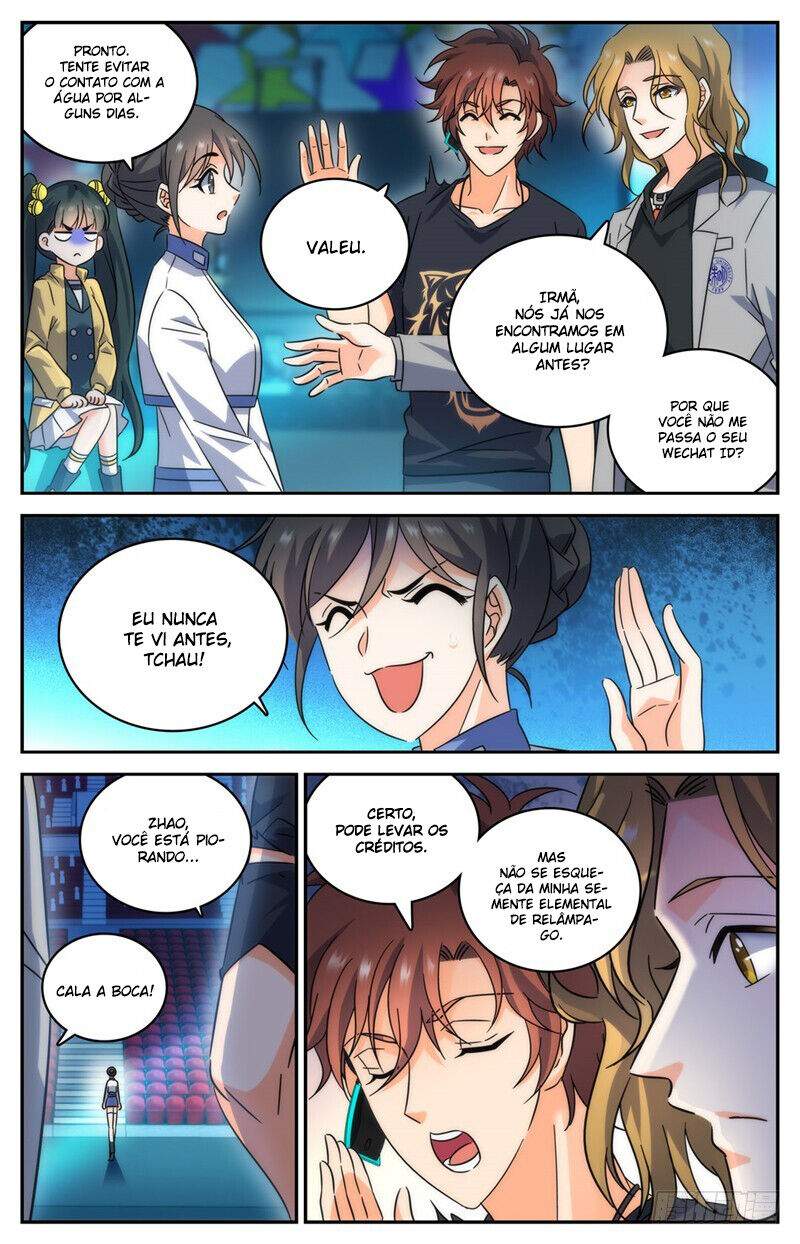 PRONTO.
TENTE EVITAR
O CONTATO COM A
ÁGUA POR AL-
GUNS DIAS.
VALEU.
IRMÃ,
NÓS JÁ NOS
ENCONTRAMOS EM
ALGUM LUGAR
ANTES?
POR QUE
VOCÊ NÃO ME
PASSA O SEU
WECHAT ID?
EU NUNCA
TE VI ANTES,
TCHAU!
ZHAO,
VOCÊ ESTÁ PIO-
RANDO...
CALA A BOCA!
CERTO,
PODE LEVAR OS
CRÉDITOS.
MAS
NÃO SE ESQUE-
ÇA DA MINHA SE-
MENTE ELEMENTAL
DE RELÂMPA-
GO.